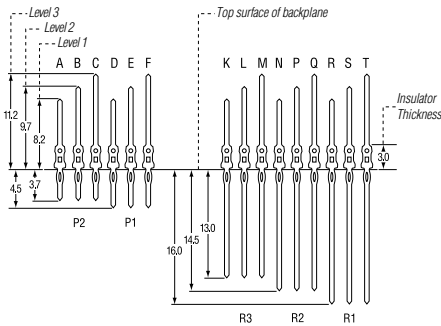 Level 3
Top surface of backplane
Level 2
Level 1
A B C D E F
K L M N P Q R S T
Insulator
Thickness
11.2
9.7
8.2
3.0
4.5
3.7
13.0
14.5
16.0
P2 P1
R3 R2 R1